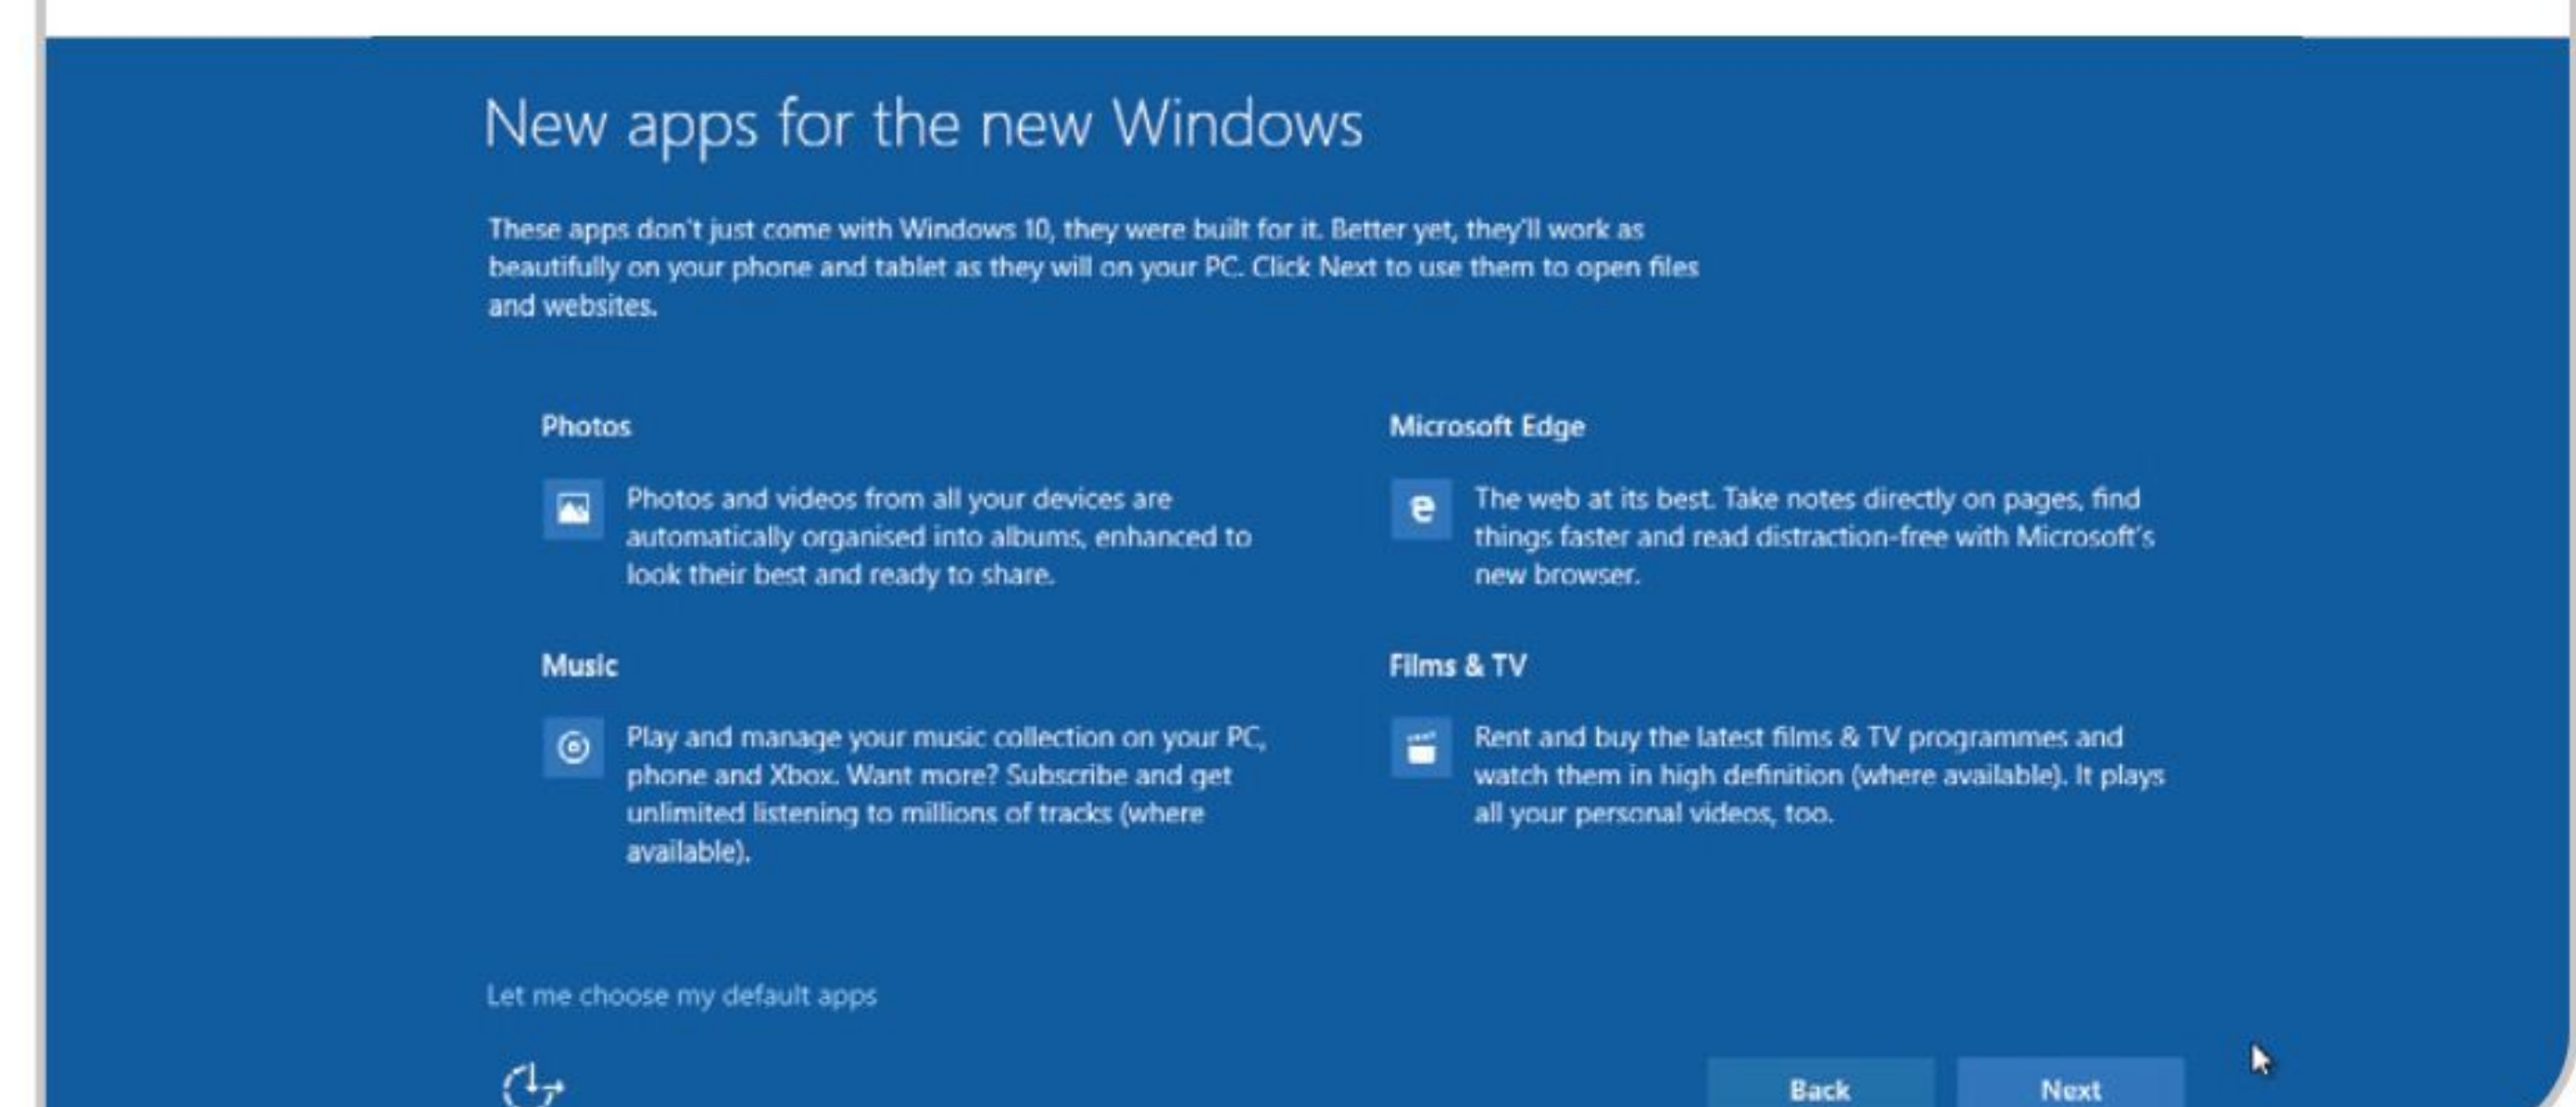 New apps for the new Windows
These apps don't just come with Windows 10, they were built for it. Better yet, they'll work as
beautifully on your phone and tablet as they will on your PC. Click Next to use them to open files
and websites.
Photos
Photos and videos from all your devices are
automatically organised into albums, enhanced to
look their best and ready to share.
Microsoft Edge
The web at its best. Take notes directly on pages, find
things faster and read distraction-free with Microsoft's
new browser.
Music
Play and manage your music collection on your PC,
phone and Xbox. Want more? Subscribe and get
unlimited listening to millions of tracks (where
available).
Films & TV
Rent and buy the latest films & TV programmes and
watch them in high definition (where available). It plays
all your personal videos, too.
Let me choose my default apps
Back
Next